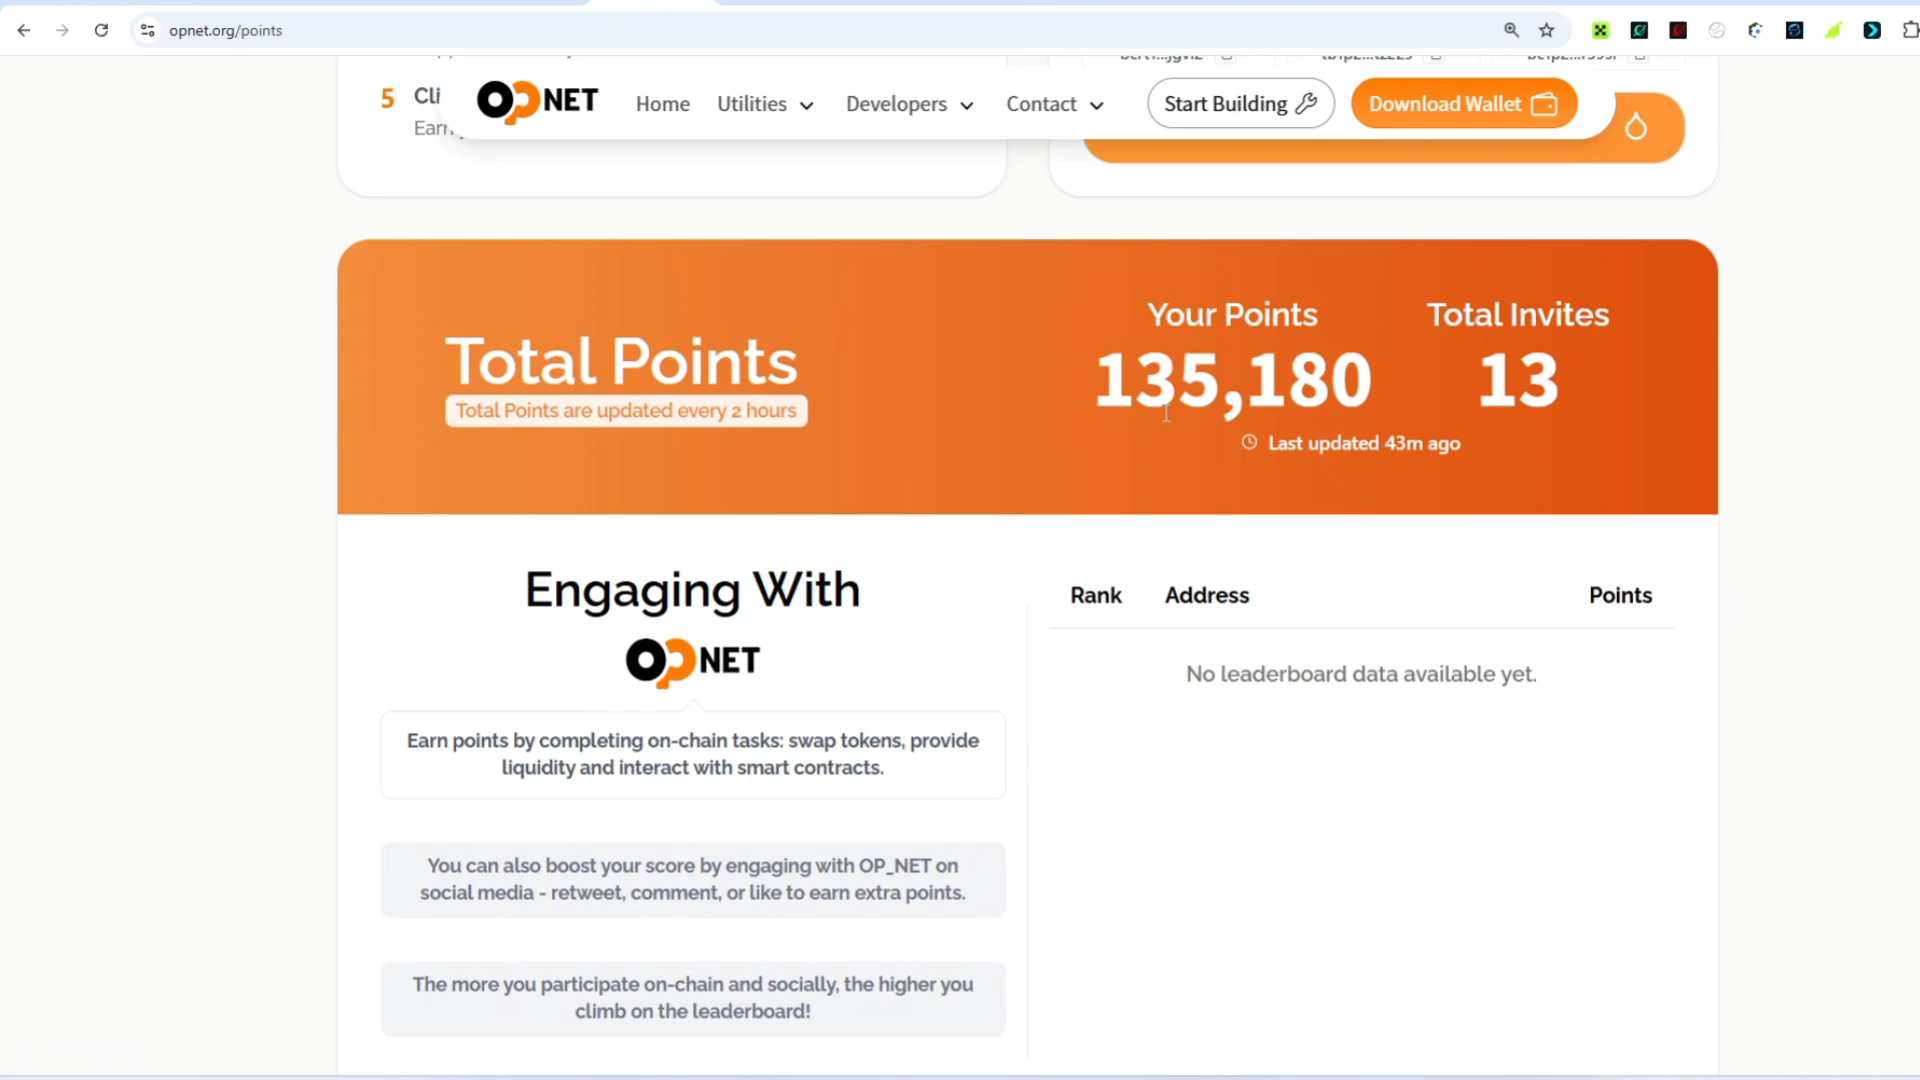 opnet.org/points
5 Cli
Earn y
OP NET
Home
Utilities
Developers
Contact
Start Building
Download Wallet
Total Points
Total Points are updated every 2 hours
Your Points
135,180
Total Invites
13
Last updated 43m ago
Engaging With
OP NET
Earn points by completing on-chain tasks: swap tokens, provide
liquidity and interact with smart contracts.
You can also boost your score by engaging with OP_NET on
social media - retweet, comment, or like to earn extra points.
The more you participate on-chain and socially, the higher you
climb on the leaderboard!
Rank Address Points
No leaderboard data available yet.